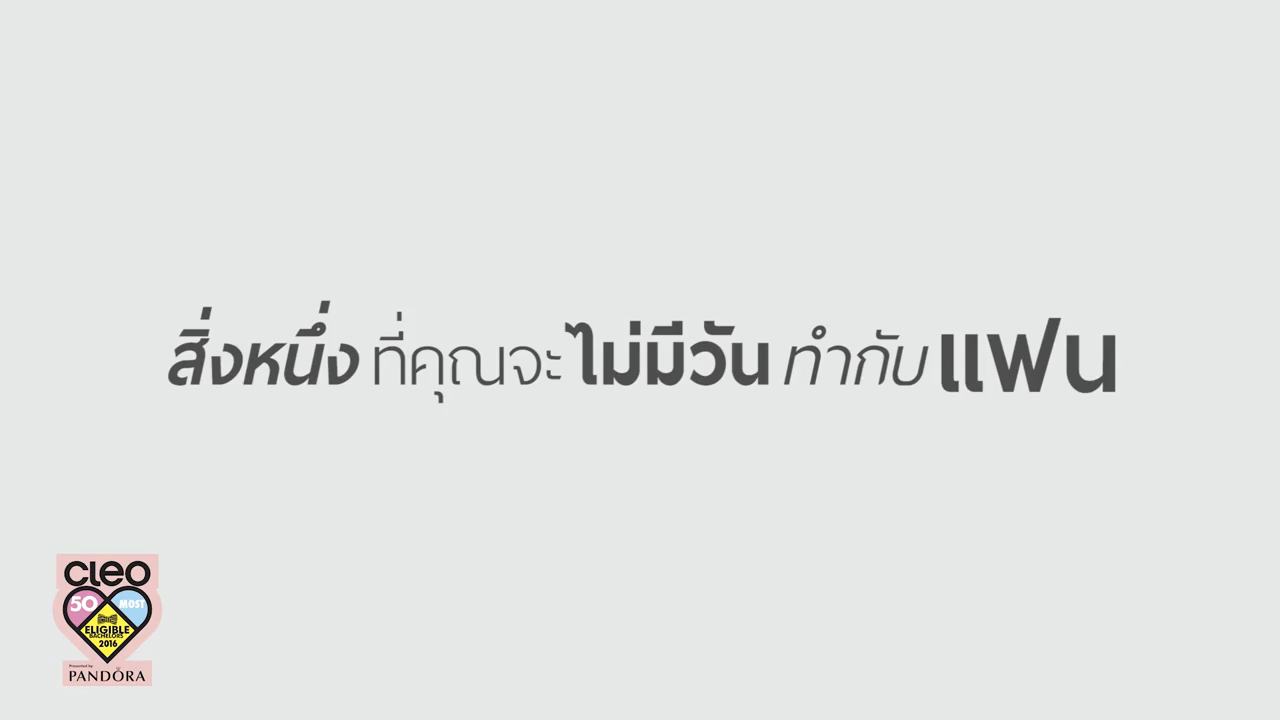 สิ่งหนึ่ง ที่คุณจะ ไม่มีวัน ทำกับ แฟน
CLEO
50 MOST
ELIGIBLE
BACHELORS
2016
Presented by
PANDORA